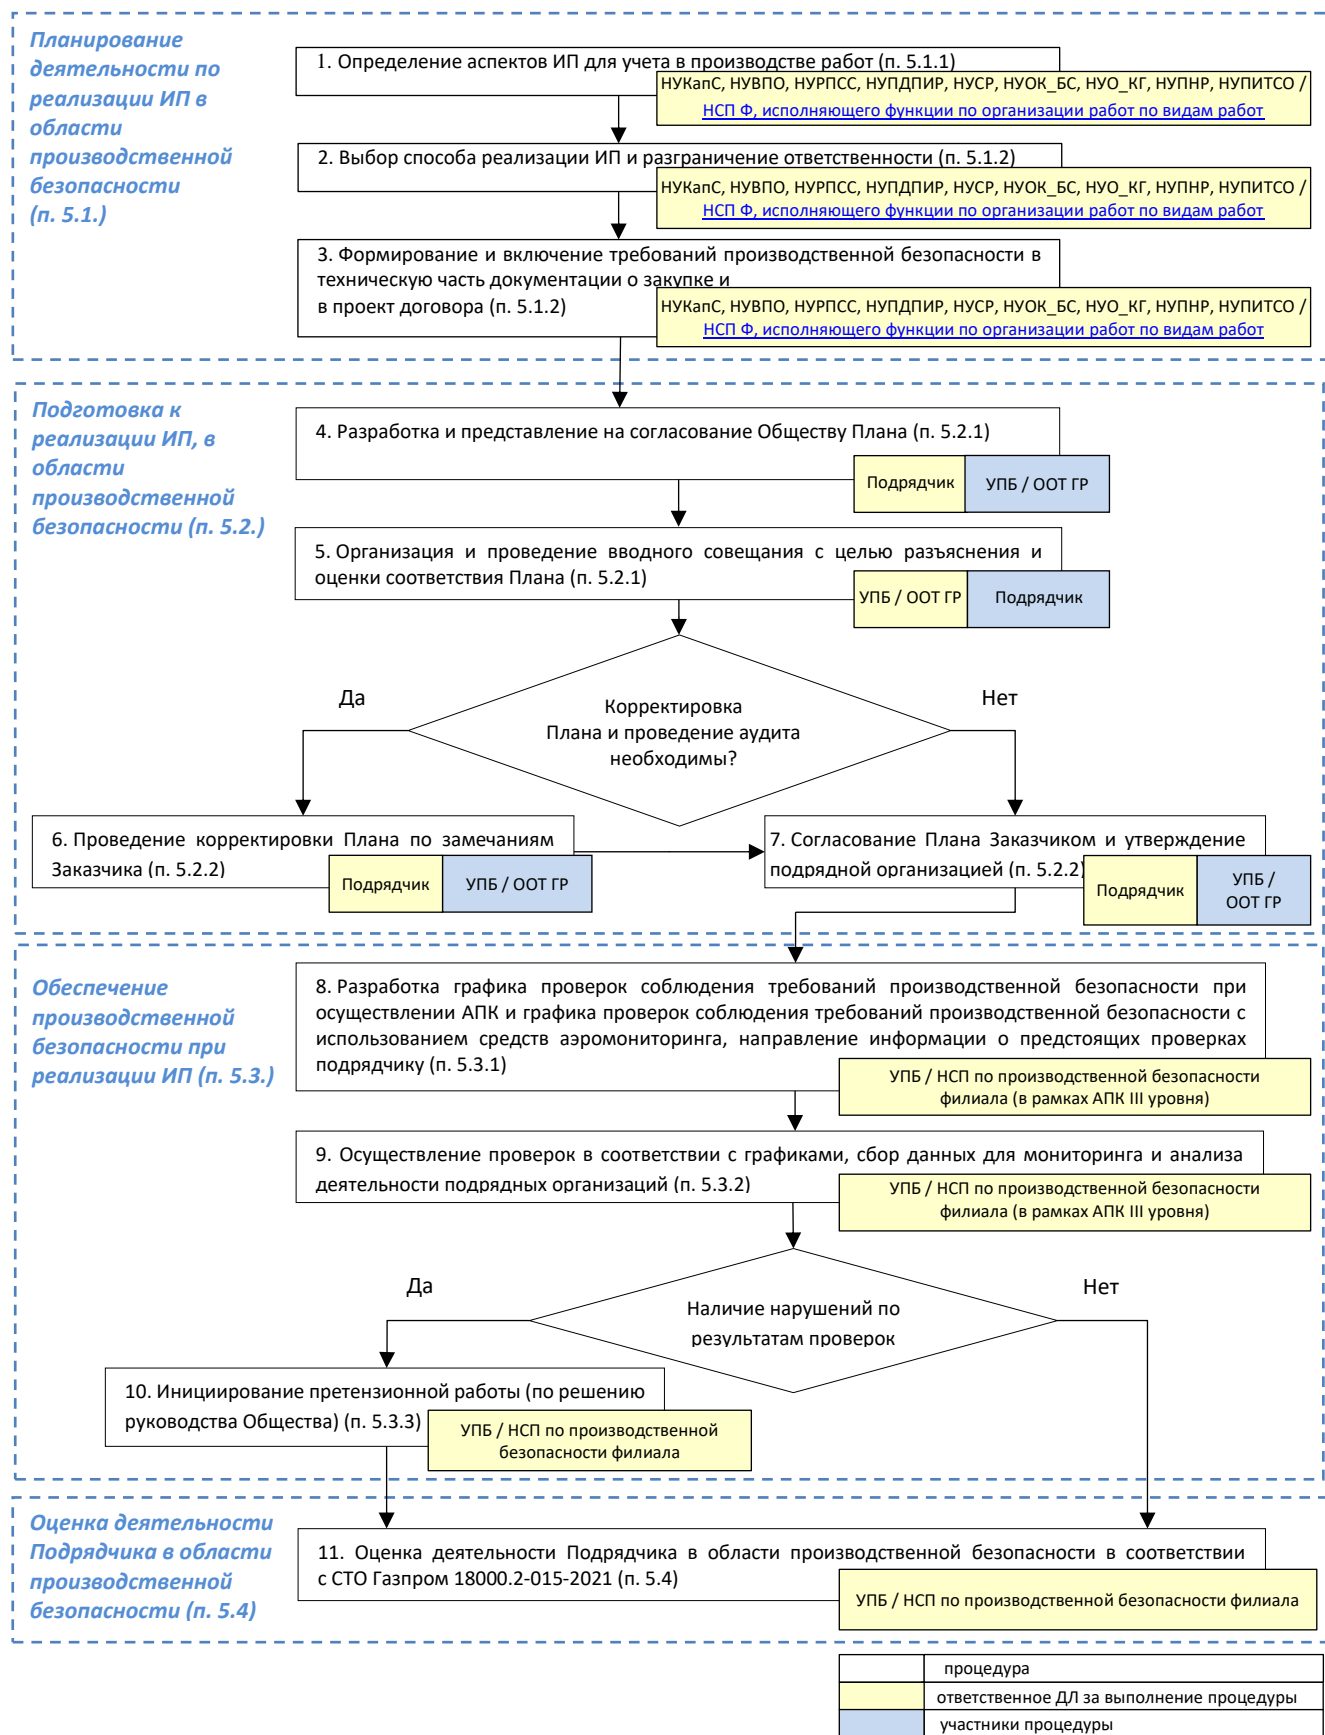 Планирование
деятельности по
реализации ИП в
области
производственной
безопасности
(п. 5.1.)
1. Определение аспектов ИП для учета в производстве работ (п. 5.1.1)
НУКапС, НУВПО, НУРПСС, НУПДПИР, НУСР, НУОК_БС, НУО_КГ, НУПНР, НУПИТСО /
НСП Ф, исполняющего функции по организации работ по видам работ
2. Выбор способа реализации ИП и разграничение ответственности (п. 5.1.2)
НУКапС, НУВПО, НУРПСС, НУПДПИР, НУСР, НУОК_БС, НУО_КГ, НУПНР, НУПИТСО /
НСП Ф, исполняющего функции по организации работ по видам работ
3. Формирование и включение требований производственной безопасности в
техническую часть документации о закупке и
в проект договора (п. 5.1.2)
НУКапС, НУВПО, НУРПСС, НУПДПИР, НУСР, НУОК_БС, НУО_КГ, НУПНР, НУПИТСО /
НСП Ф, исполняющего функции по организации работ по видам работ
Подготовка к
реализации ИП, в
области
производственной
безопасности (п. 5.2.)
4. Разработка и представление на согласование Обществу Плана (п. 5.2.1)
Подрядчик
УПБ / ООТ ГР
5. Организация и проведение вводного совещания с целью разъяснения и
оценки соответствия Плана (п. 5.2.1)
УПБ / ООТ ГР
Подрядчик
Да
Нет
Корректировка
Плана и проведение аудита
необходимы?
6. Проведение корректировки Плана по замечаниям
Заказчика (п. 5.2.2)
Подрядчик
УПБ / ООТ ГР
7. Согласование Плана Заказчиком и утверждение
подрядной организацией (п. 5.2.2)
Подрядчик
УПБ /
ООТ ГР
Обеспечение
производственной
безопасности при
реализации ИП (п. 5.3.)
8. Разработка графика проверок соблюдения требований производственной безопасности при
осуществлении АПК и графика проверок соблюдения требований производственной безопасности с
использованием средств аэромониторинга, направление информации о предстоящих проверках
подрядчику (п. 5.3.1)
УПБ / НСП по производственной безопасности
филиала (в рамках АПК III уровня)
9. Осуществление проверок в соответствии с графиками, сбор данных для мониторинга и анализа
деятельности подрядных организаций (п. 5.3.2)
УПБ / НСП по производственной безопасности
филиала (в рамках АПК III уровня)
Да
Нет
Наличие нарушений по
результатам проверок
10. Инициирование претензионной работы (по решению
руководства Общества) (п. 5.3.3)
УПБ / НСП по производственной
безопасности филиала
Оценка деятельности
Подрядчика в области
производственной
безопасности (п. 5.4)
11. Оценка деятельности Подрядчика в области производственной безопасности в соответствии
с СТО Газпром 18000.2-015-2021 (п. 5.4)
УПБ / НСП по производственной безопасности филиала
процедура
ответственное ДЛ за выполнение процедуры
участники процедуры